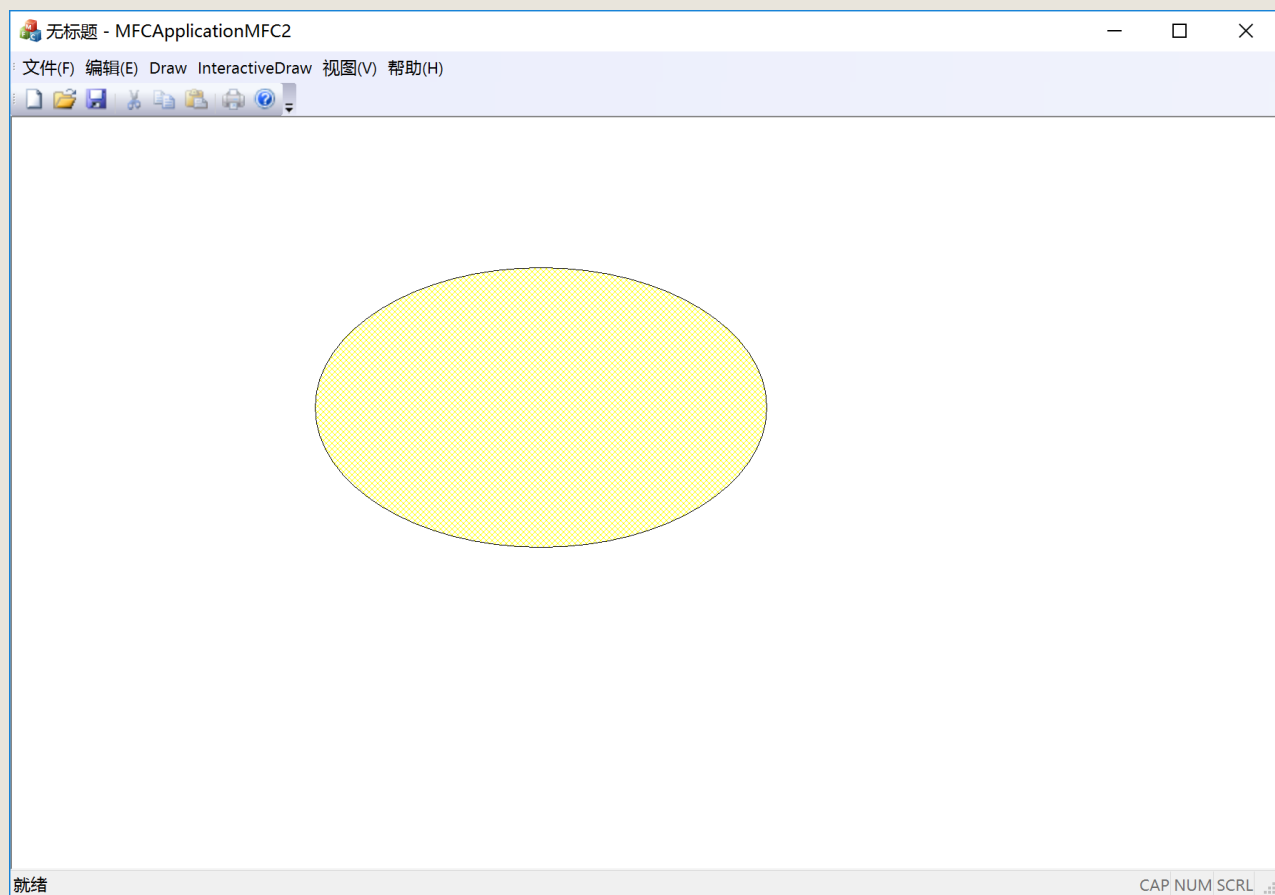 无标题 - MFCApplicationMFC2
文件(F) 编辑(E) Draw InteractiveDraw 视图(V) 帮助(H)
就绪 CAP NUM SCRL